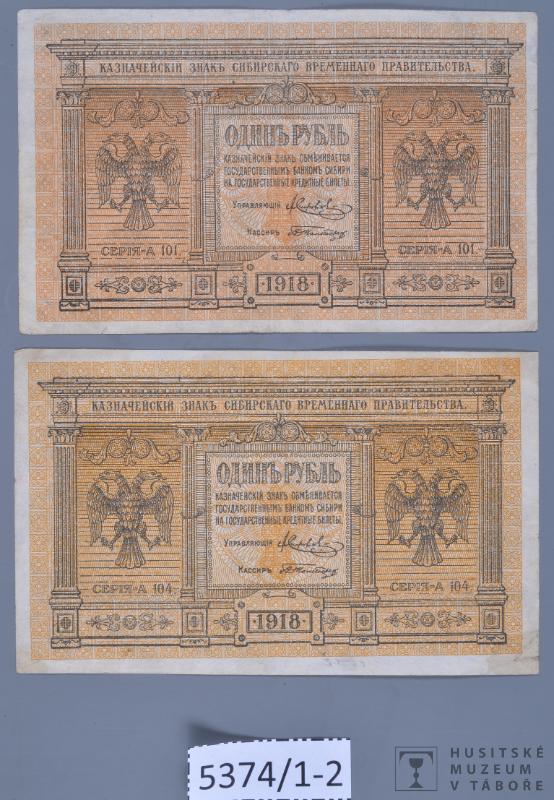 КАЗНАЧЕЙСКІЙ ЗНАКЪ СИБИРСКАГО ВРЕМЕННАГО ПРАВИТЕЛЬСТВА.
ОДИНЪ РУБЛЬ
КАЗНАЧЕЙСКІЙ ЗНАКЪ ОБМѢНИВАЕТСЯ
ГОСУДАРСТВЕННЫМЪ БАНКОМЪ СИБИРИ
НА ГОСУДАРСТВЕННЫЕ КРЕДИТНЫЕ БИЛЕТЫ.
УПРАВЛЯЮЩІЙ
КАССИРЪ
СЕРІЯ-А 101.
СЕРІЯ-А 101.
·1918·
КАЗНАЧЕЙСКІЙ ЗНАКЪ СИБИРСКАГО ВРЕМЕННАГО ПРАВИТЕЛЬСТВА.
ОДИНЪ РУБЛЬ
КАЗНАЧЕЙСКІЙ ЗНАКЪ ОБМѢНИВАЕТСЯ
ГОСУДАРСТВЕННЫМЪ БАНКОМЪ СИБИРИ
НА ГОСУДАРСТВЕННЫЕ КРЕДИТНЫЕ БИЛЕТЫ.
УПРАВЛЯЮЩІЙ
КАССИРЪ
СЕРІЯ-А 104.
СЕРІЯ-А 104.
·1918·
5374/1-2
HUSITSKÉ
MUZEUM
V TÁBOŘE